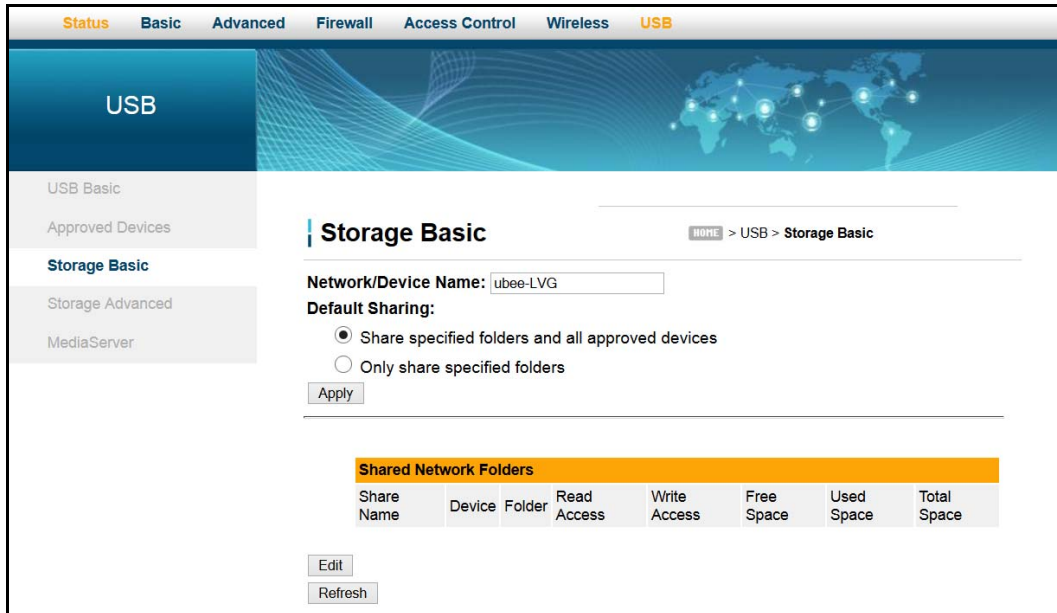 Status Basic Advanced Firewall Access Control Wireless USB
USB
USB Basic
Approved Devices
Storage Basic
Storage Advanced
MediaServer
Storage Basic
HOME > USB > Storage Basic
Network/Device Name: ubee-LVG
Default Sharing:
Share specified folders and all approved devices
Only share specified folders
Apply
Shared Network Folders
Share Name Device Folder Read Access Write Access Free Space Used Space Total Space
Edit
Refresh